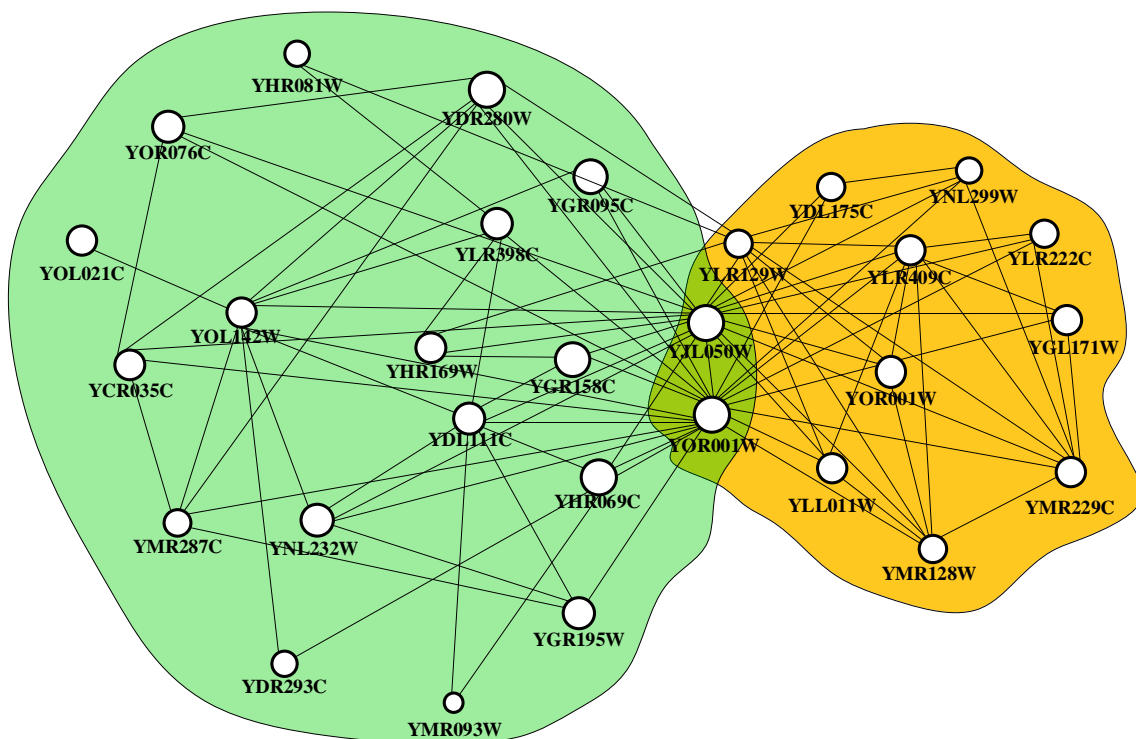 YHR081W
YDR280W
YOR076C
YGR095C
YDL175C
YNL299W
YLR398C
YOL021C
YLR129W
YLR409C
YLR222C
YOL142W
YJL050W
YGL171W
YHR169W
YGR158C
YCR035C
YOR001W
YDL111C
YOR001W
YHR069C
YLL011W
YMR229C
YMR287C
YNL232W
YMR128W
YGR195W
YDR293C
YMR093W